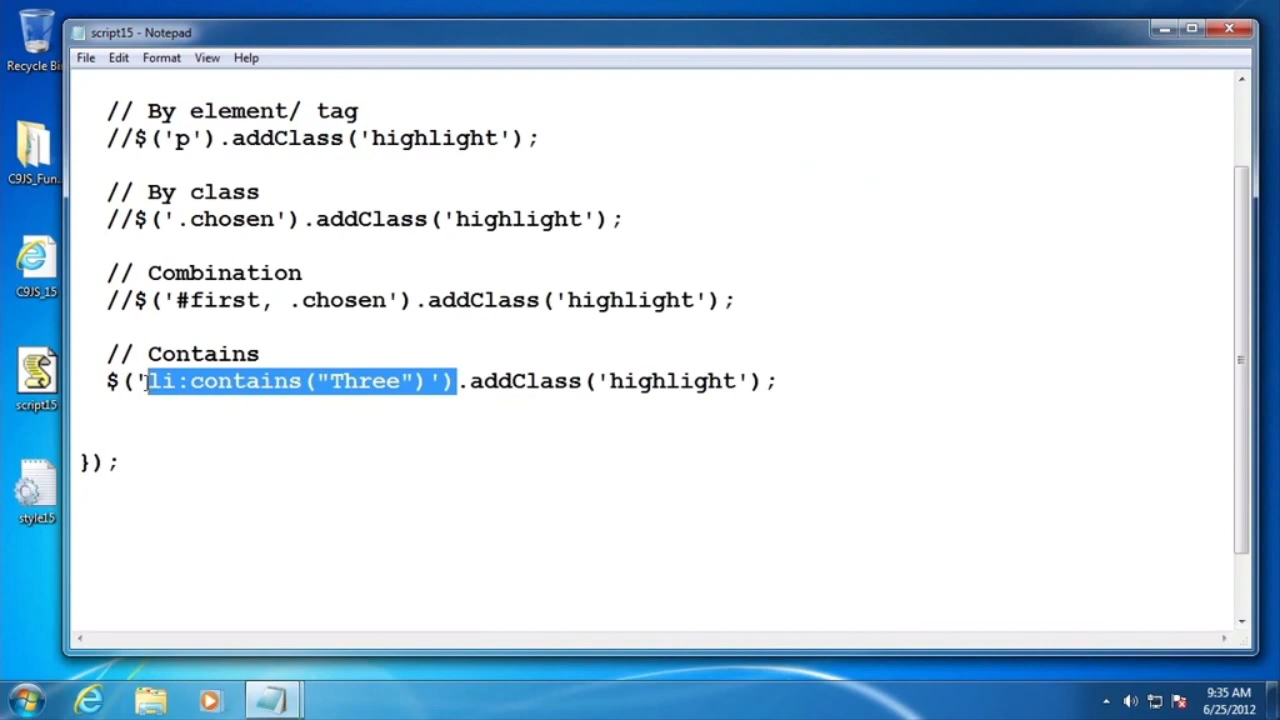 Recycle Bi
C9JS_Fun...
C9JS_15
script15
style15
script15 - Notepad
File Edit Format View Help
// By element/ tag
//$('p').addClass('highlight');
// By class
//$('.chosen').addClass('highlight');
// Combination
//$('#first, .chosen').addClass('highlight');
// Contains
$('li:contains("Three")').addClass('highlight');
});
9:35 AM
6/25/2012